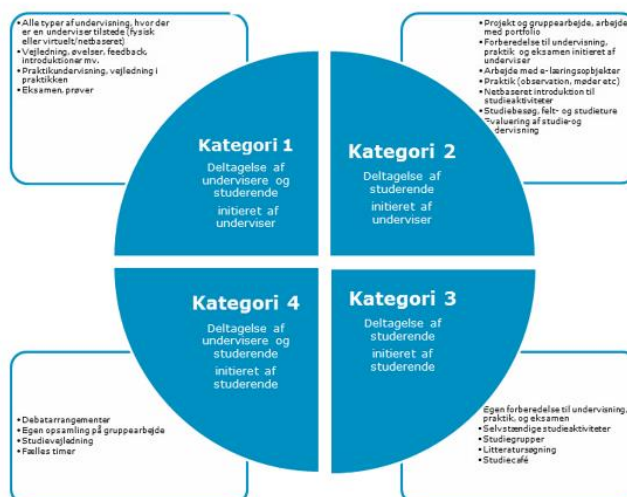 •Alle typer af undervisning, hvor der
er en underviser tilstede (fysisk
eller virtuelt/netbaseret)
•Vejledning, øvelser, feedback,
introduktioner mv.
•Praktikundervisning, vejledning i
praktikken
•Eksamen, prøver
•Projekt og gruppearbejde, arbejde
med portfolio
•Forberedelse til undervisning,
praktik og eksamen initieret af
underviser
•Arbejde med e-læringsobjekter
•Praktik (observation, møder etc)
•Netbaseret introduktion til
studieaktiviteter
•Studiebesøg, felt- og studieture
Evaluering af studie-og
undervisning
Kategori 1
Deltagelse af
undervisere og
studerende
initieret af
underviser
Kategori 2
Deltagelse af
studerende
initieret af
underviser
Kategori 4
Deltagelse af
undervisere og
studerende
initieret af
studerende
Kategori 3
Deltagelse af
studerende
initieret af
studerende
•Debatarrangementer
•Egen opsamling på gruppearbejde
•Studievejledning
•Fælles timer
Egen forberedelse til undervisning,
praktik, og eksamen
•Selvstændige studieaktiviteter
•Studiegrupper
•Litteratursøgning
•Studiecafé